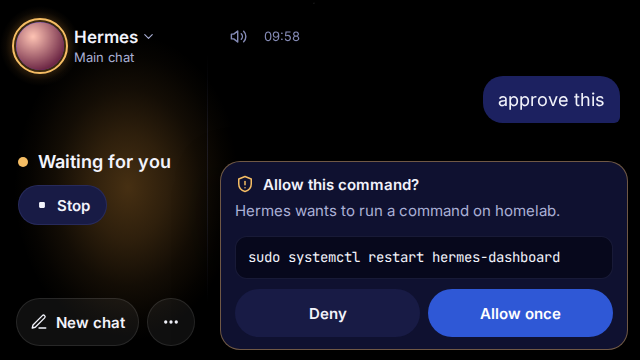 Hermes
Main chat
09:58
approve this
Waiting for you
Stop
Allow this command?
Hermes wants to run a command on homelab.
sudo systemctl restart hermes-dashboard
Deny
Allow once
New chat